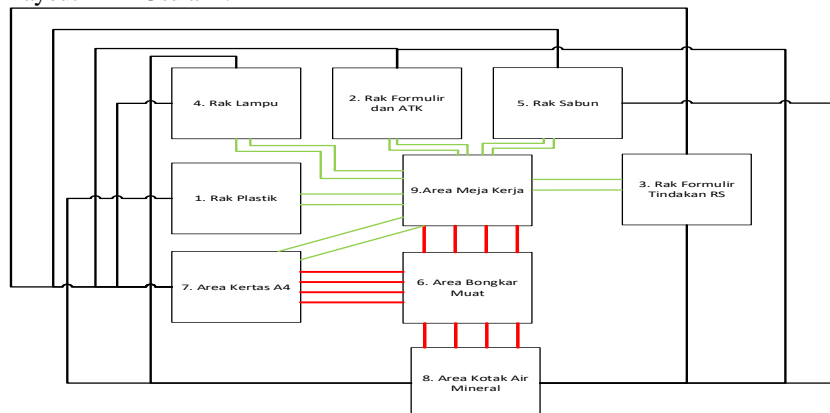 4. Rak Lampu
2. Rak Formulir
dan ATK
5. Rak Sabun
9.Area Meja Kerja
3. Rak Formulir
Tindakan RS
1. Rak Plastik
7. Area Kertas A4
6. Area Bongkar
Muat
8. Area Kotak Air
Mineral